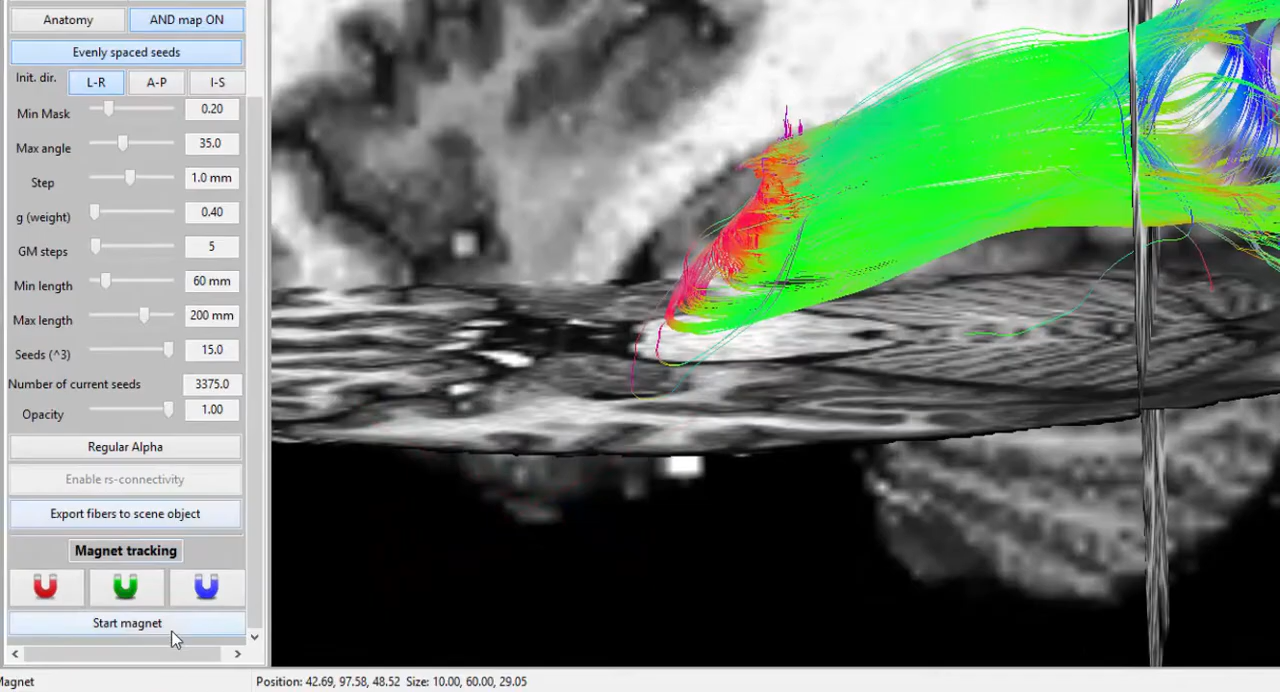 Anatomy AND map ON
Evenly spaced seeds
Init. dir. L-R A-P I-S
Min Mask 0.20
Max angle 35.0
Step 1.0 mm
g (weight) 0.40
GM steps 5
Min length 60 mm
Max length 200 mm
Seeds (^3) 15.0
Number of current seeds 3375.0
Opacity 1.00
Regular Alpha
Enable rs-connectivity
Export fibers to scene object
Magnet tracking
Start magnet
Magnet Position: 42.69, 97.58, 48.52 Size: 10.00, 60.00, 29.05